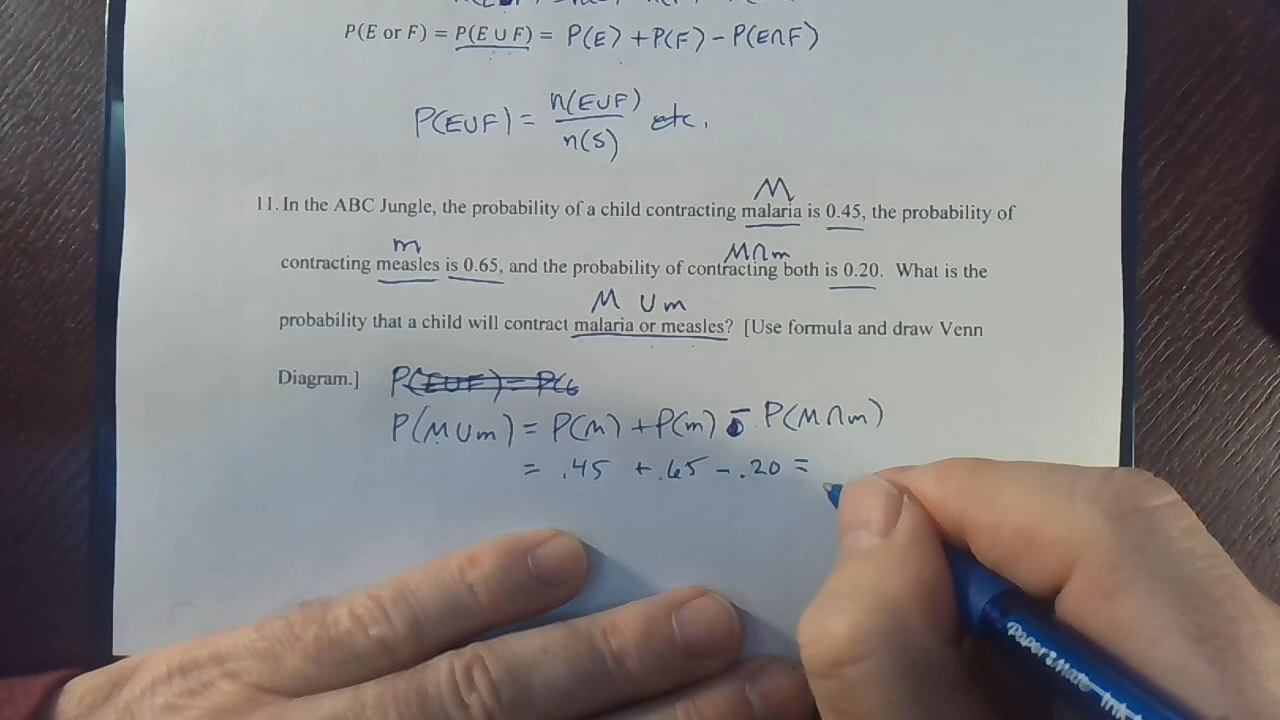 P(E or F) = P(E ∪ F) = P(E) + P(F) − P(E∩F)
P(E∪F) = n(E∪F) / n(S) etc.
M
11. In the ABC Jungle, the probability of a child contracting malaria is 0.45, the probability of
m M∩m
contracting measles is 0.65, and the probability of contracting both is 0.20. What is the
M ∪ m
probability that a child will contract malaria or measles? [Use formula and draw Venn
Diagram.]
P(M∪m) = P(M) + P(m) − P(M∩m)
= .45 + .65 − .20 =
PaperMate